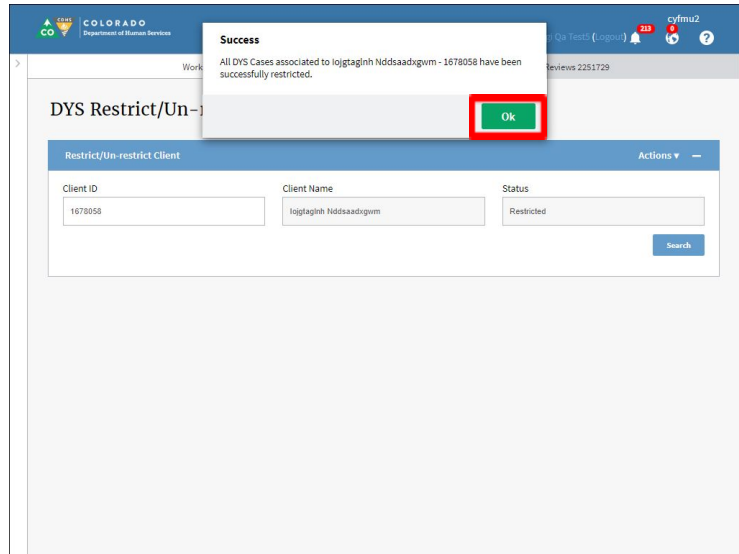 COLORADO
CO CDHS Department of Human Services
cyfmu2
Qa Test5 (Logout) 213 0 ?
Success
All DYS Cases associated to Iojgtaglnh Nddsaadxgwm - 1678058 have been
successfully restricted.
Ok
Work
Reviews 2251729
DYS Restrict/Un-
Restrict/Un-restrict Client Actions
Client ID Client Name Status
1678058 Iojgtaglnh Nddsaadxgwm Restricted
Search